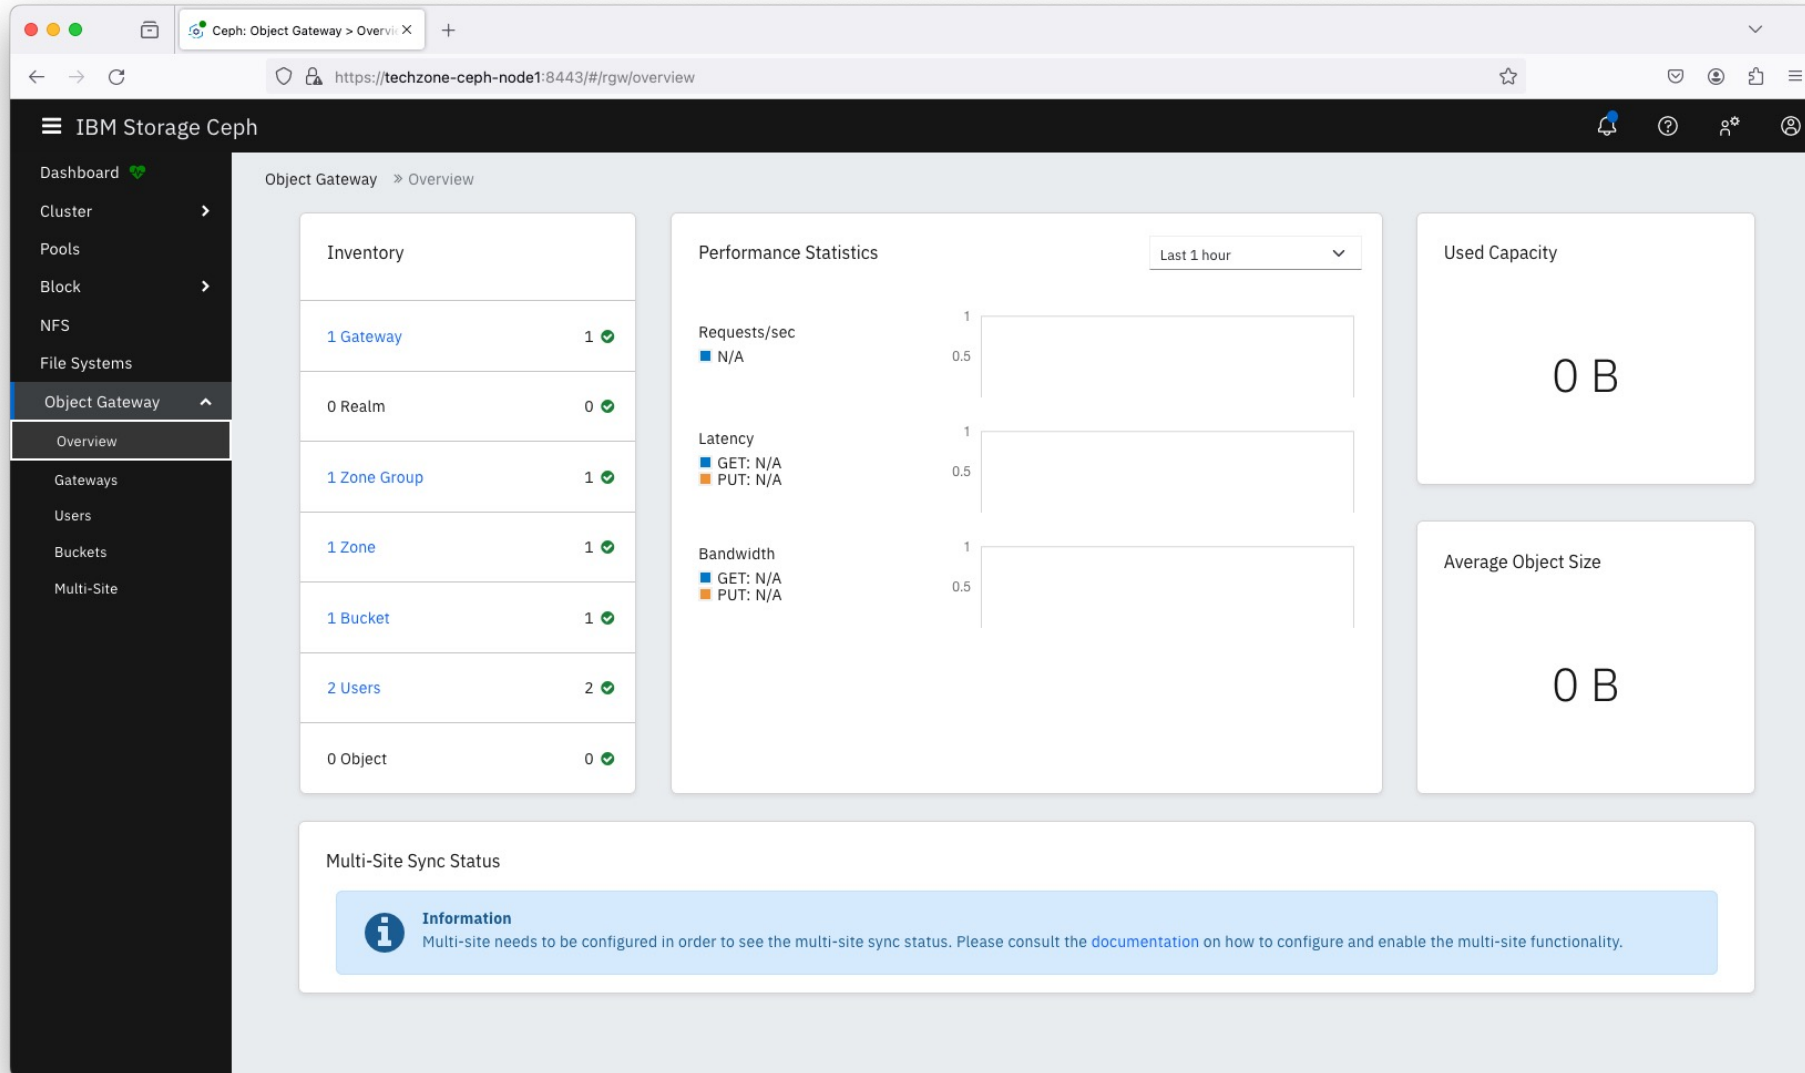 Ceph: Object Gateway > Overvi
https://techzone-ceph-node1:8443/#/rgw/overview
IBM Storage Ceph
Dashboard
Cluster
Pools
Block
NFS
File Systems
Object Gateway
Overview
Gateways
Users
Buckets
Multi-Site
Object Gateway » Overview
Inventory
1 Gateway 1
0 Realm 0
1 Zone Group 1
1 Zone 1
1 Bucket 1
2 Users 2
0 Object 0
Performance Statistics
Last 1 hour
Requests/sec
N/A
1
0.5
Latency
GET: N/A
PUT: N/A
1
0.5
Bandwidth
GET: N/A
PUT: N/A
1
0.5
Used Capacity
0 B
Average Object Size
0 B
Multi-Site Sync Status
Information
Multi-site needs to be configured in order to see the multi-site sync status. Please consult the documentation on how to configure and enable the multi-site functionality.